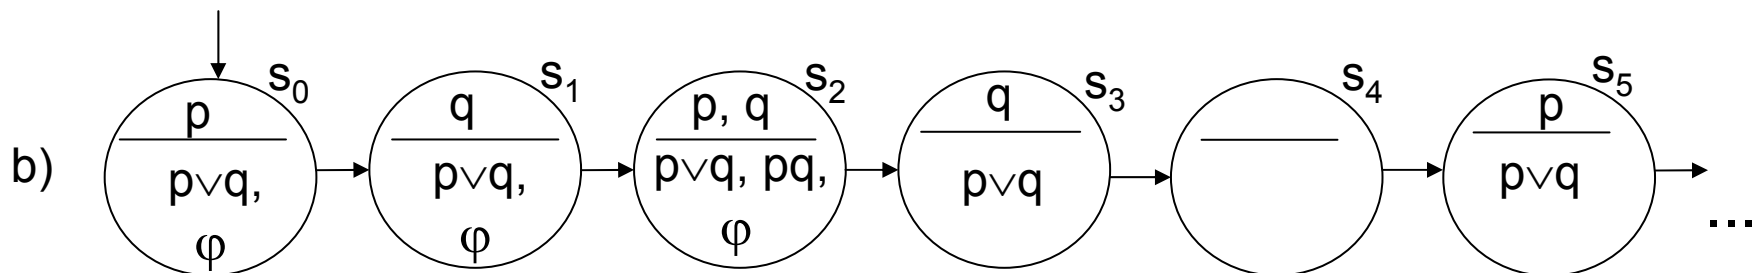 b)
s₀
p
p∨q,
φ
s₁
q
p∨q,
φ
s₂
p, q
p∨q, pq,
φ
s₃
q
p∨q
s₄
s₅
p
p∨q
...